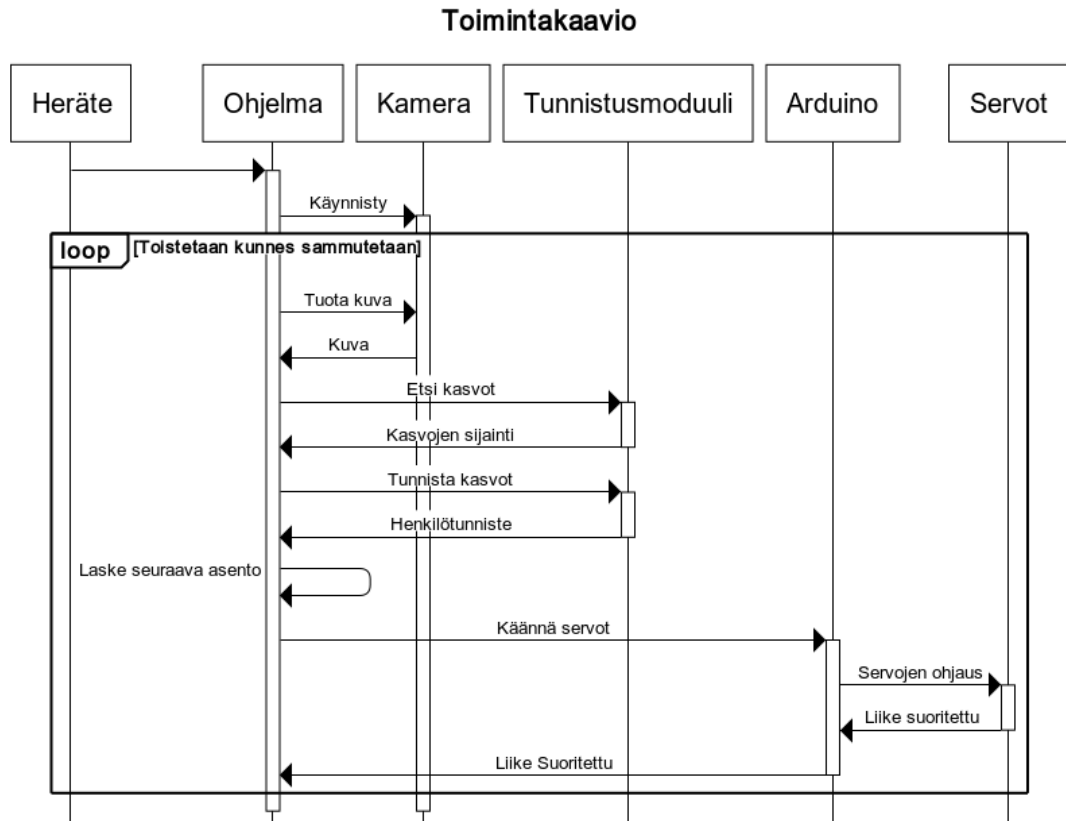 Toimintakaavio
Heräte
Ohjelma
Kamera
Tunnistusmoduuli
Arduino
Servot
Käynnisty
loop
[Toistetaan kunnes sammutetaan]
Tuota kuva
Kuva
Etsi kasvot
Kasvojen sijainti
Tunnista kasvot
Henkilötunniste
Laske seuraava asento
Käännä servot
Servojen ohjaus
Liike suoritettu
Liike Suoritettu